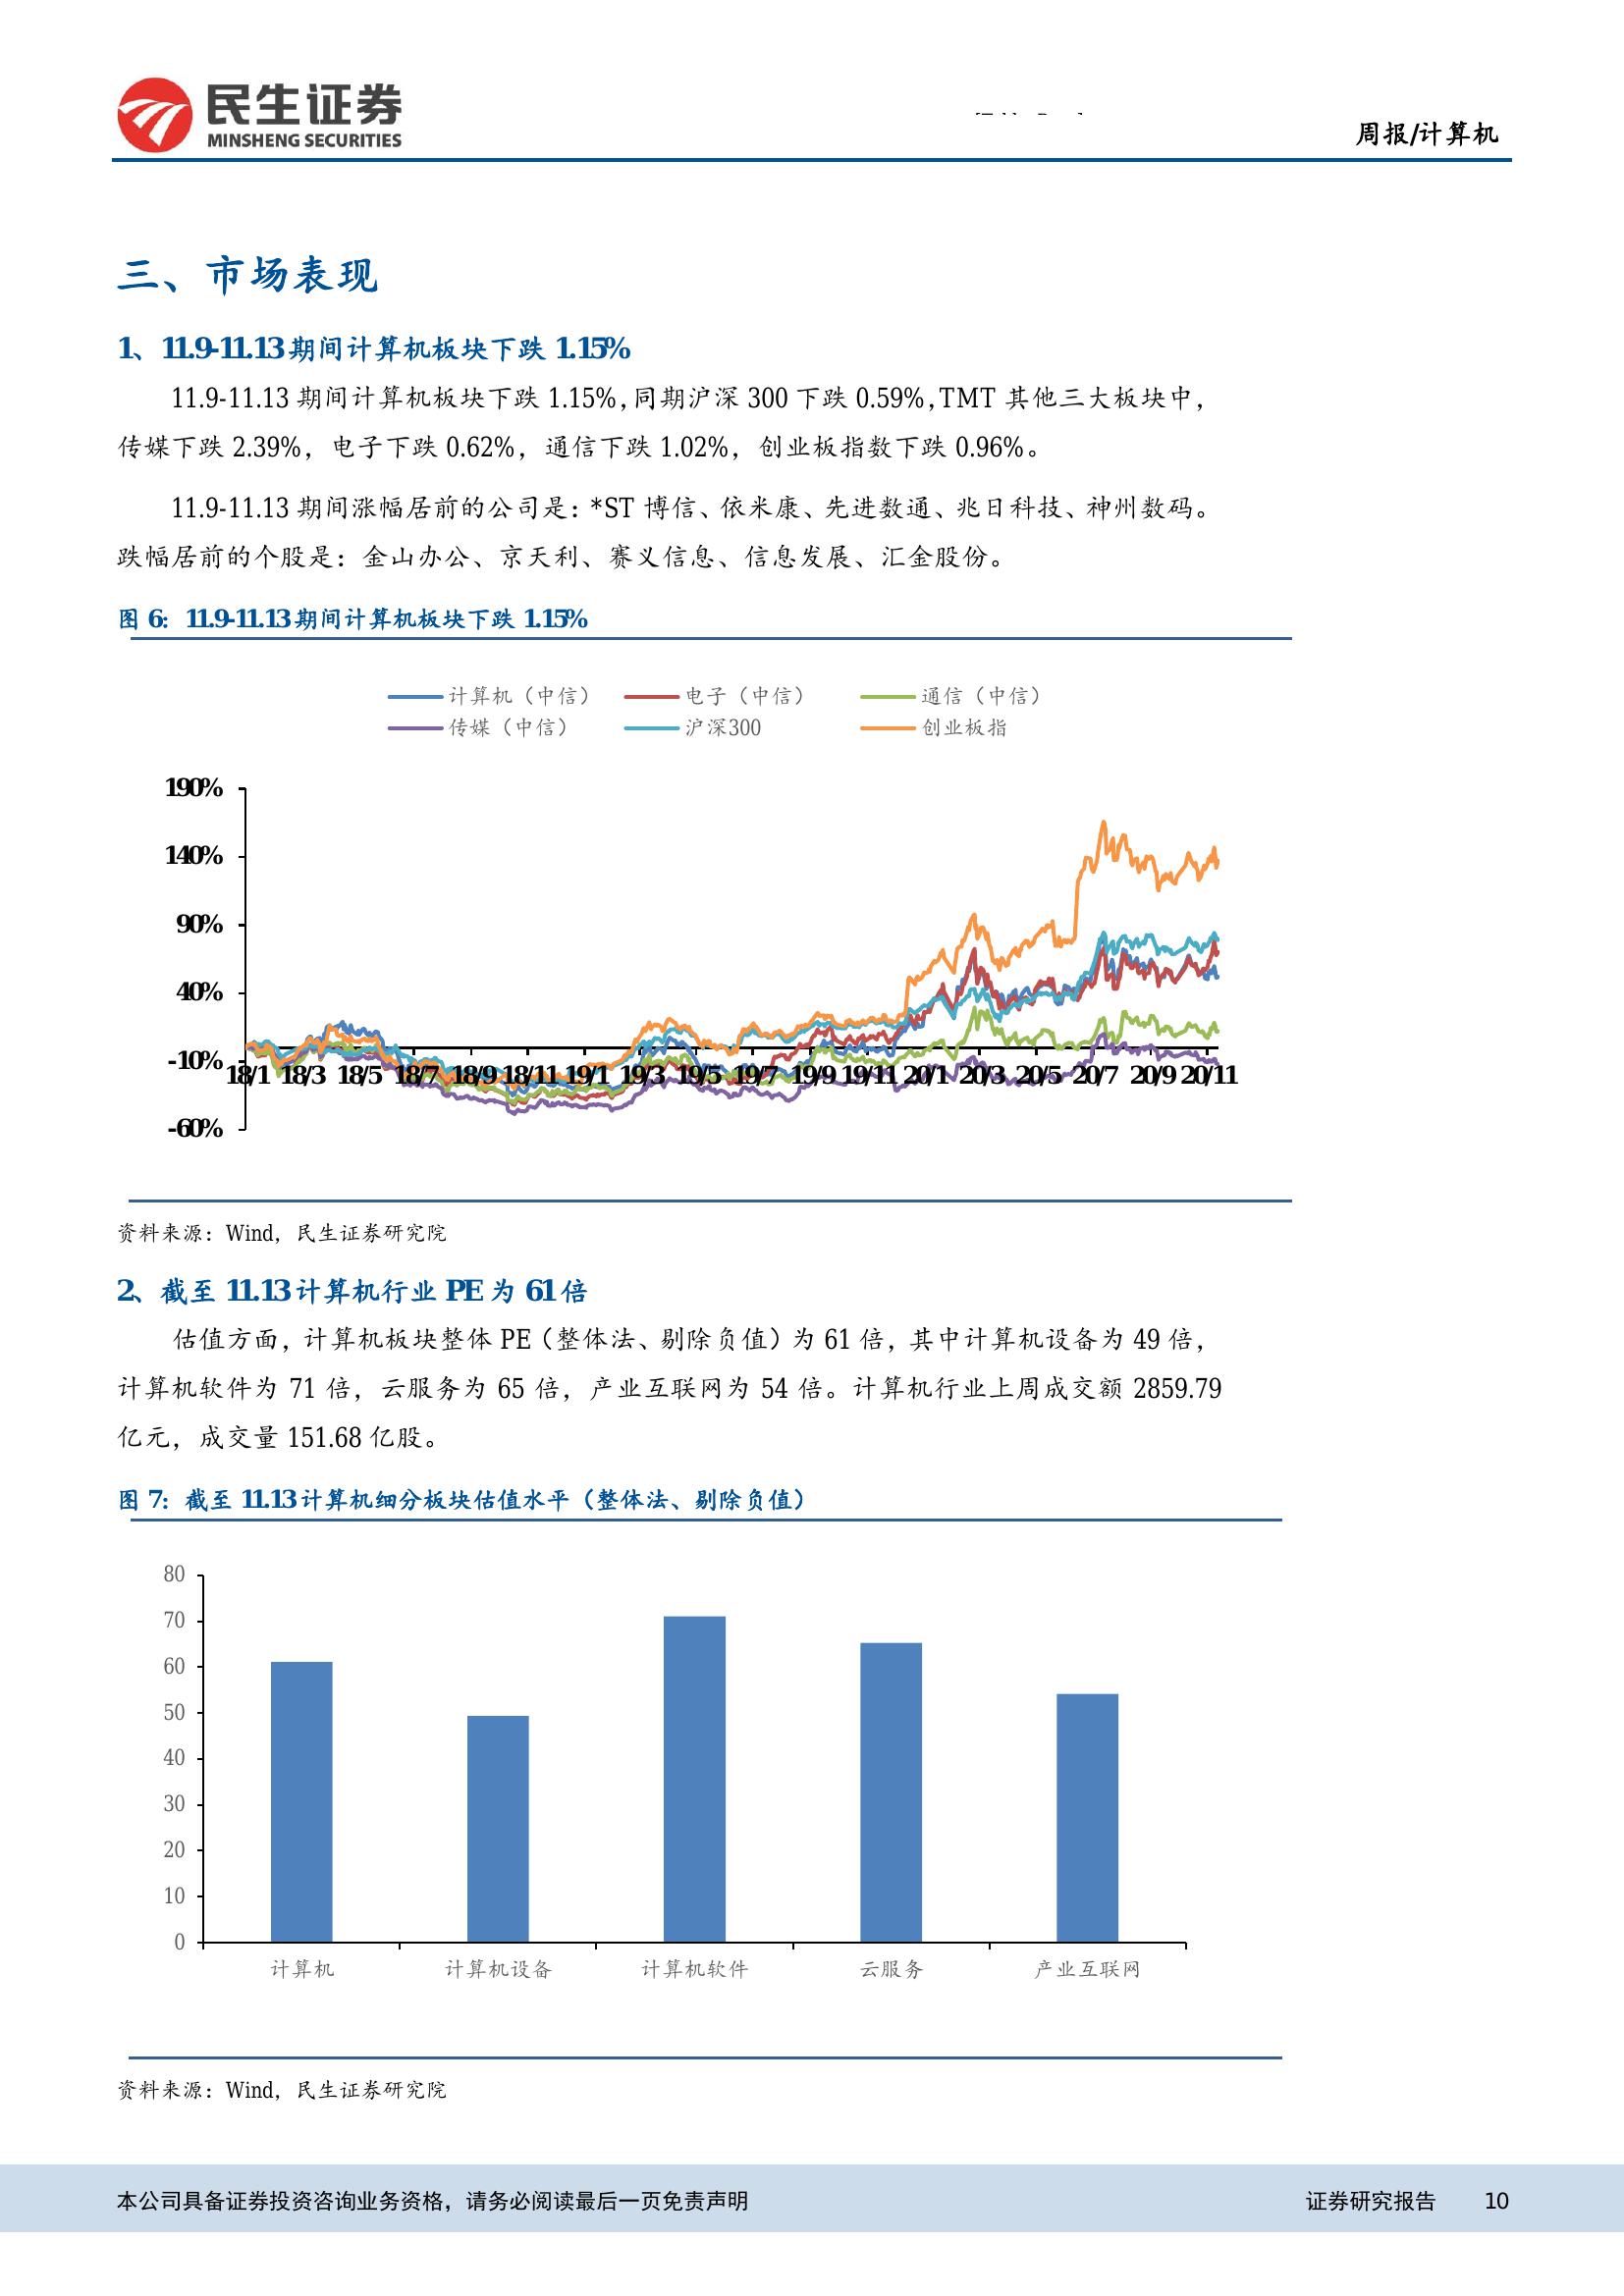 民生证券
MINSHENG SECURITIES
周报/计算机
三、市场表现
1、11.9-11.13期间计算机板块下跌 1.15%
11.9-11.13 期间计算机板块下跌 1.15%,同期沪深 300 下跌 0.59%,TMT 其他三大板块中，
传媒下跌 2.39%，电子下跌 0.62%，通信下跌 1.02%，创业板指数下跌 0.96%。
11.9-11.13 期间涨幅居前的公司是：*ST 博信、依米康、先进数通、兆日科技、神州数码。
跌幅居前的个股是：金山办公、京天利、赛义信息、信息发展、汇金股份。
图 6：11.9-11.13期间计算机板块下跌 1.15%
计算机（中信） 电子（中信） 通信（中信）
传媒（中信） 沪深300 创业板指
190%
140%
90%
40%
-10%
18/1 18/3 18/5 18/7 18/9 18/11 19/1 19/3 19/5 19/7 19/9 19/11 20/1 20/3 20/5 20/7 20/9 20/11
-60%
资料来源：Wind，民生证券研究院
2、截至 11.13计算机行业 PE 为 61倍
估值方面，计算机板块整体 PE（整体法、剔除负值）为 61 倍，其中计算机设备为 49 倍，
计算机软件为 71 倍，云服务为 65 倍，产业互联网为 54 倍。计算机行业上周成交额 2859.79
亿元，成交量 151.68 亿股。
图 7：截至 11.13计算机细分板块估值水平（整体法、剔除负值）
80
70
60
50
40
30
20
10
0
计算机 计算机设备 计算机软件 云服务 产业互联网
资料来源：Wind，民生证券研究院
本公司具备证券投资咨询业务资格，请务必阅读最后一页免责声明 证券研究报告 10